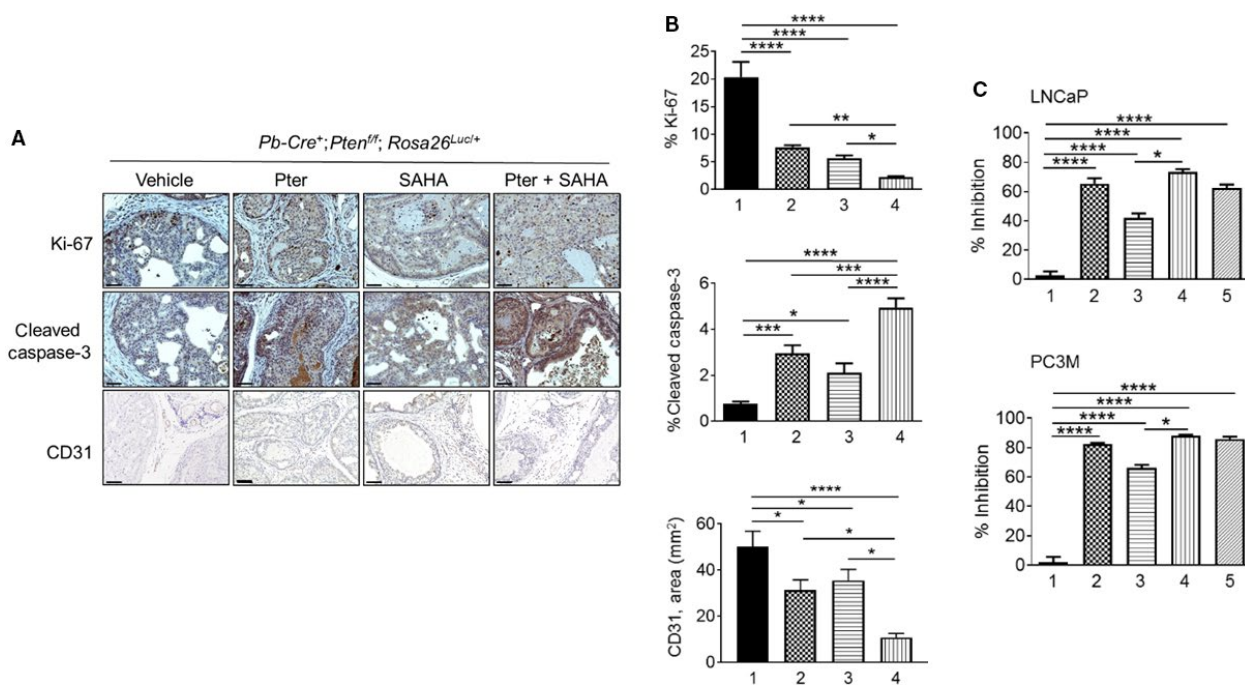 A
Pb-Cre+;Ptenf/f; Rosa26Luc/+
Vehicle
Pter
SAHA
Pter + SAHA
Ki-67
Cleaved
caspase-3
CD31
B
****
****
****
**
*
% Ki-67
25
20
15
10
5
0
1 2 3 4
****
***
****
*
***
%Cleaved caspase-3
6
4
2
0
1 2 3 4
****
*
*
*
*
CD31, area (mm2)
60
40
20
0
1 2 3 4
C
LNCaP
****
****
****
****
*
% Inhibition
100
80
60
40
20
0
1 2 3 4 5
PC3M
****
****
****
****
*
% Inhibition
100
80
60
40
20
0
1 2 3 4 5